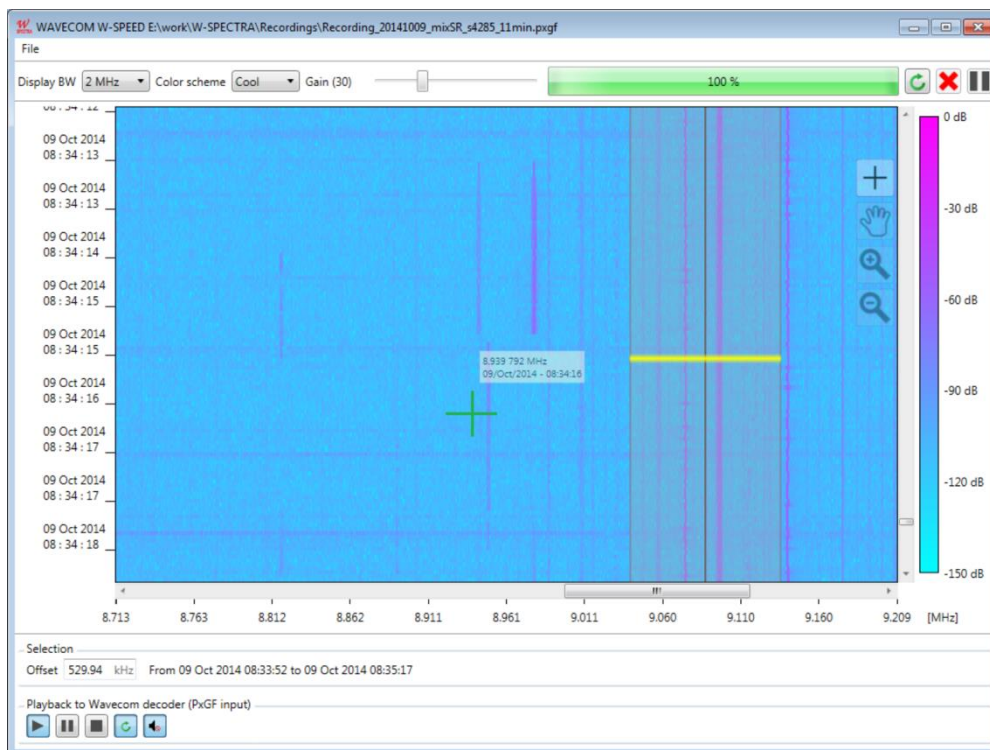 WAVECOM W-SPEED E:\work\W-SPECTRA\Recordings\Recording_20141009_mixSR_s4285_11min.pxgf
File
Display BW 2 MHz Color scheme Cool Gain (30) 100 %
08 : 34 : 12
09 Oct 2014
08 : 34 : 13
09 Oct 2014
08 : 34 : 13
09 Oct 2014
08 : 34 : 14
09 Oct 2014
08 : 34 : 15
09 Oct 2014
08 : 34 : 15
09 Oct 2014
08 : 34 : 16
09 Oct 2014
08 : 34 : 17
09 Oct 2014
08 : 34 : 17
09 Oct 2014
08 : 34 : 18
8,939 792 MHz
09/Oct/2014 - 08:34:16
0 dB
-30 dB
-60 dB
-90 dB
-120 dB
-150 dB
8.713 8.763 8.812 8.862 8.911 8.961 9.011 9.060 9.110 9.160 9.209 [MHz]
Selection
Offset 529.94 kHz From 09 Oct 2014 08:33:52 to 09 Oct 2014 08:35:17
Playback to Wavecom decoder (PxGF input)